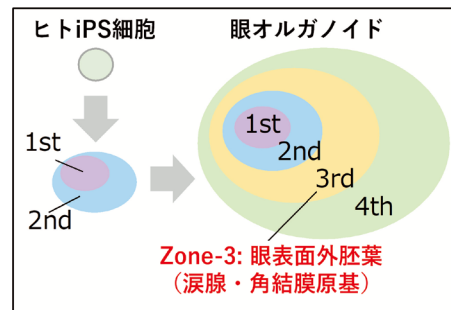 ヒトiPS細胞
眼オルガノイド
1st
2nd
1st
2nd
3rd
4th
Zone-3: 眼表面外胚葉
（涙腺・角結膜原基）